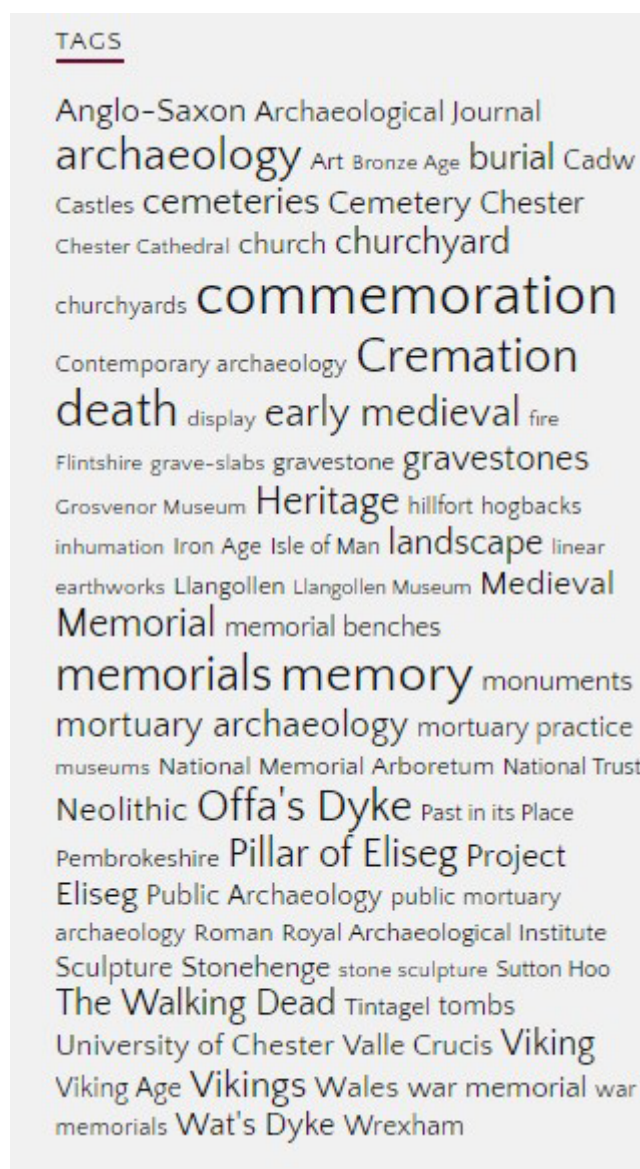 TAGS
Anglo-Saxon Archaeological Journal
archaeology Art Bronze Age burial Cadw
Castles cemeteries Cemetery Chester
Chester Cathedral church churchyard
churchyards commemoration
Contemporary archaeology Cremation
death display early medieval fire
Flintshire grave-slabs gravestone gravestones
Grosvenor Museum Heritage hillfort hogbacks
inhumation Iron Age Isle of Man landscape linear
earthworks Llangollen Llangollen Museum Medieval
Memorial memorial benches
memorials memory monuments
mortuary archaeology mortuary practice
museums National Memorial Arboretum National Trust
Neolithic Offa's Dyke Past in its Place
Pembrokeshire Pillar of Eliseg Project
Eliseg Public Archaeology public mortuary
archaeology Roman Royal Archaeological Institute
Sculpture Stonehenge stone sculpture Sutton Hoo
The Walking Dead Tintagel tombs
University of Chester Valle Crucis Viking
Viking Age Vikings Wales war memorial war
memorials Wat's Dyke Wrexham